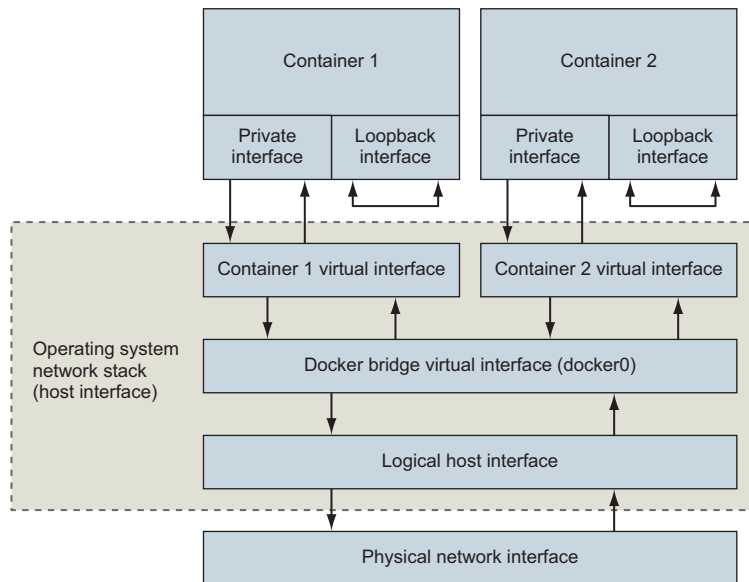 Container 1
Container 2
Private
interface
Loopback
interface
Private
interface
Loopback
interface
Container 1 virtual interface
Container 2 virtual interface
Operating system
network stack
(host interface)
Docker bridge virtual interface (docker0)
Logical host interface
Physical network interface